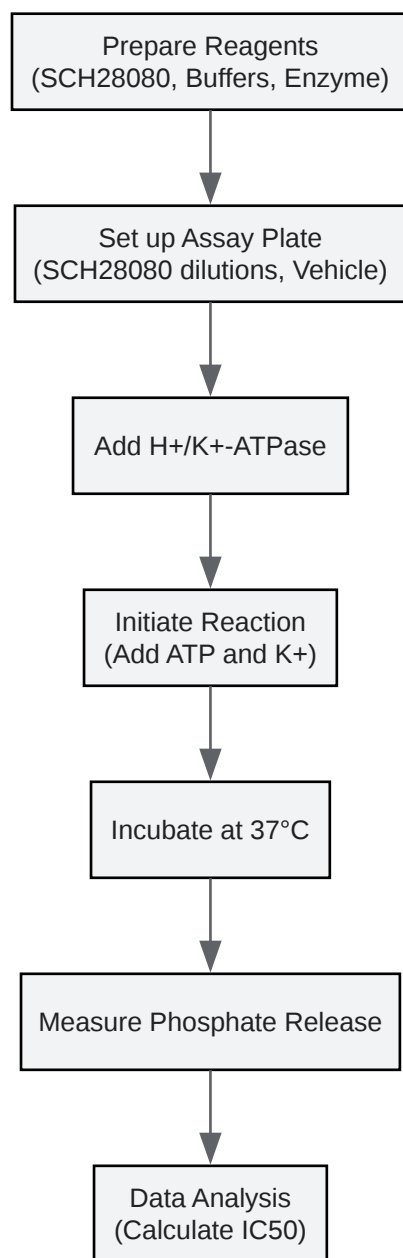 Prepare Reagents
(SCH28080, Buffers, Enzyme)
Set up Assay Plate
(SCH28080 dilutions, Vehicle)
Add H+/K+-ATPase
Initiate Reaction
(Add ATP and K+)
Incubate at 37°C
Measure Phosphate Release
Data Analysis
(Calculate IC50)